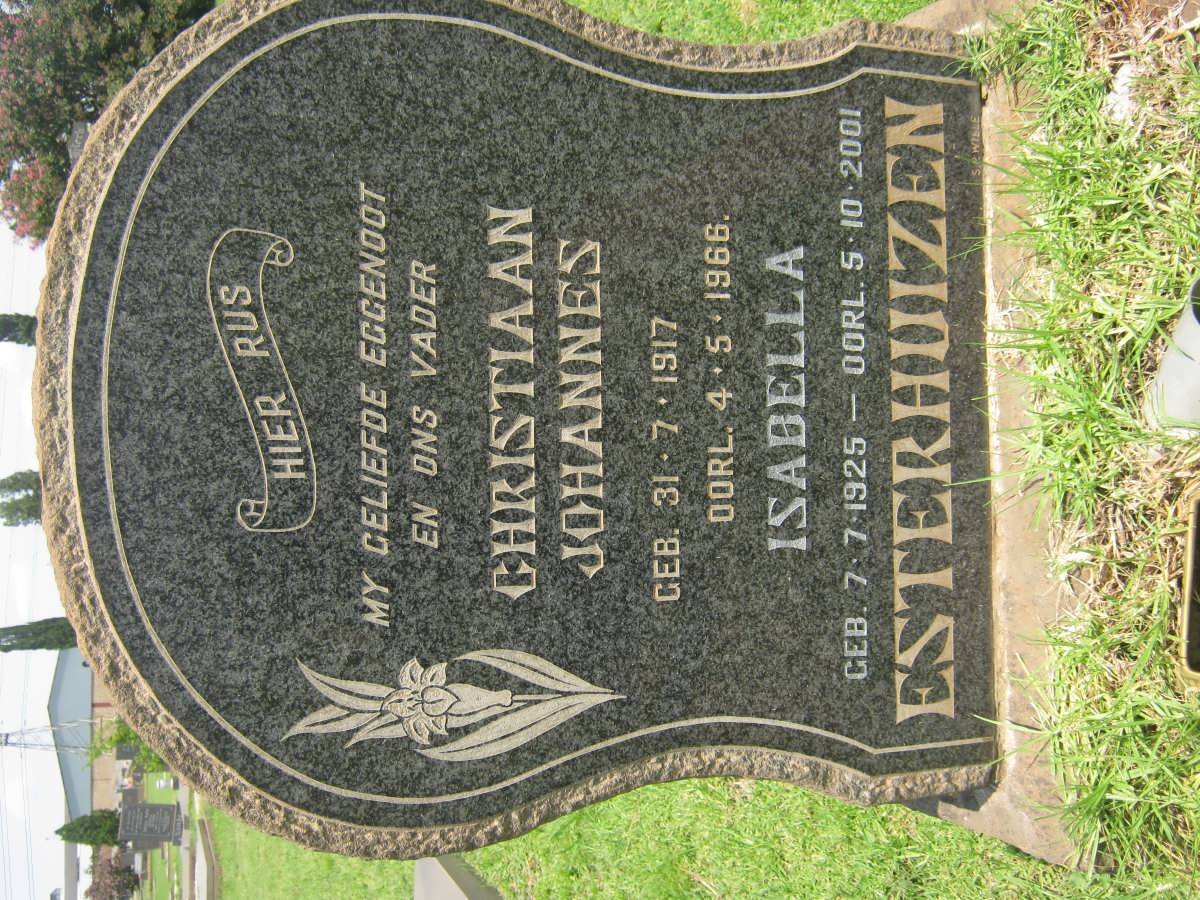 HIER RUS
MY GELIEFDE EGGENOOT
EN ONS VADER
CHRISTIAAN
JOHANNES
GEB. 31·7·1917
OORL. 4·5·1966.
ISABELLA
GEB. 7·7·1925 — OORL. 5·10·2001
ESTERHUIZEN